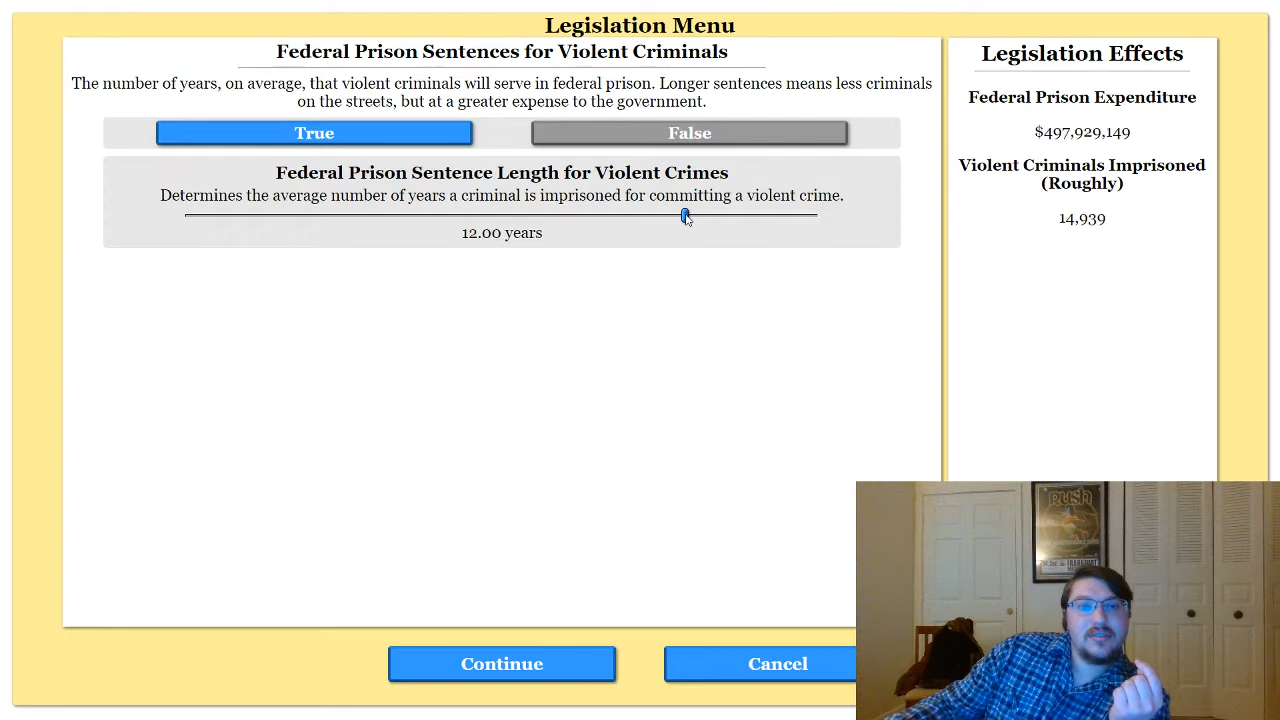 Legislation Menu
Federal Prison Sentences for Violent Criminals
The number of years, on average, that violent criminals will serve in federal prison. Longer sentences means less criminals
on the streets, but at a greater expense to the government.
True
False
Federal Prison Sentence Length for Violent Crimes
Determines the average number of years a criminal is imprisoned for committing a violent crime.
12.00 years
Legislation Effects
Federal Prison Expenditure
$497,929,149
Violent Criminals Imprisoned
(Roughly)
14,939
Continue
Cancel
RUSH